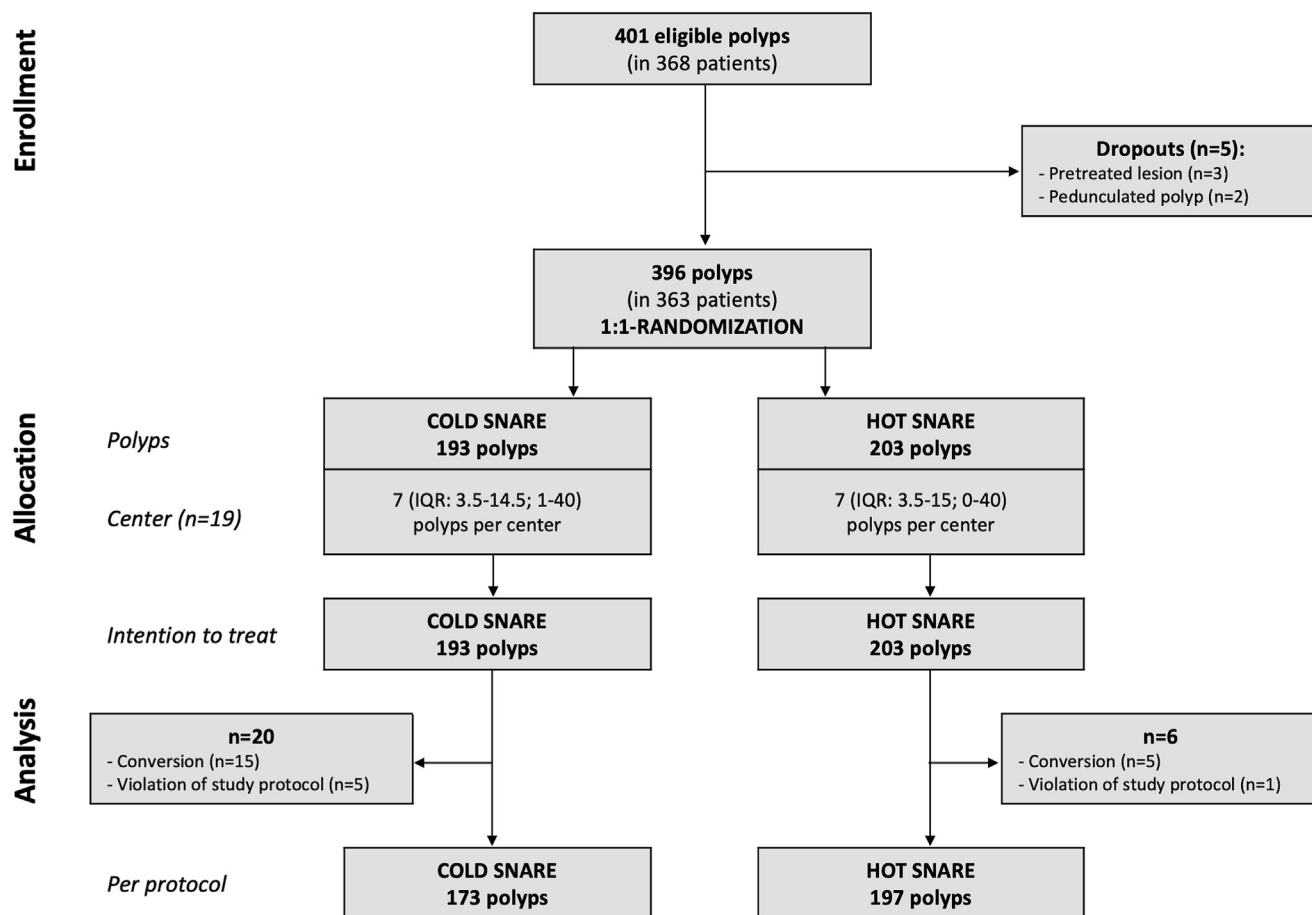 Enrollment
401 eligible polyps
(in 368 patients)
Dropouts (n=5):
- Pretreated lesion (n=3)
- Pedunculated polyp (n=2)
396 polyps
(in 363 patients)
1:1-RANDOMIZATION
Allocation
Polyps
COLD SNARE
193 polyps
HOT SNARE
203 polyps
Center (n=19)
7 (IQR: 3.5-14.5; 1-40)
polyps per center
7 (IQR: 3.5-15; 0-40)
polyps per center
Intention to treat
COLD SNARE
193 polyps
HOT SNARE
203 polyps
Analysis
n=20
- Conversion (n=15)
- Violation of study protocol (n=5)
n=6
- Conversion (n=5)
- Violation of study protocol (n=1)
Per protocol
COLD SNARE
173 polyps
HOT SNARE
197 polyps